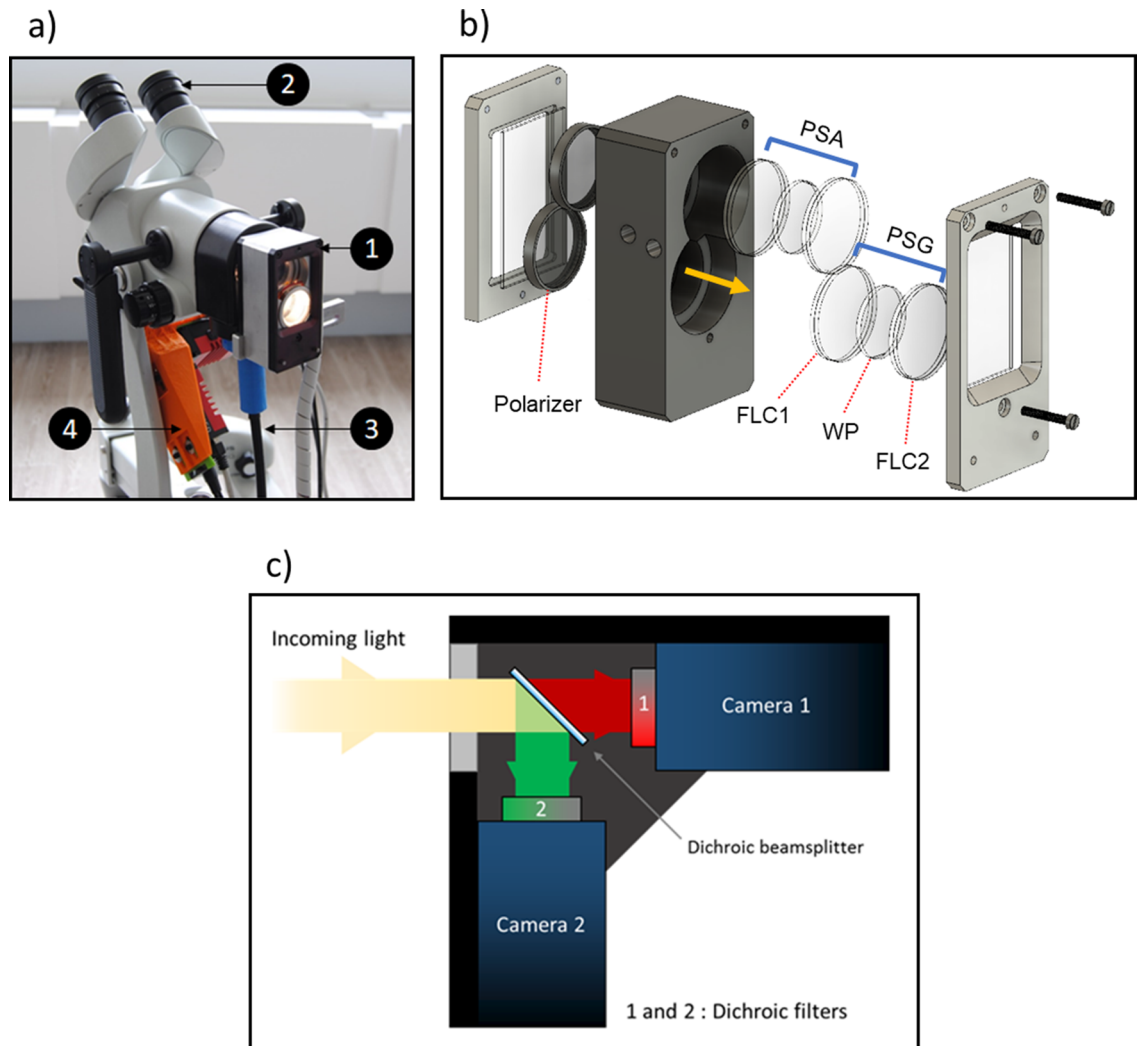 a)
2
1
3
4
b)
PSA
PSG
Polarizer
FLC1
WP
FLC2
c)
Incoming light
1
Camera 1
2
Dichroic beamsplitter
Camera 2
1 and 2 : Dichroic filters